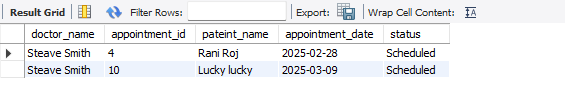 Result Grid Filter Rows: Export: Wrap Cell Content:
doctor_name appointment_id pateint_name appointment_date status
Steave Smith 4 Rani Roj 2025-02-28 Scheduled
Steave Smith 10 Lucky lucky 2025-03-09 Scheduled